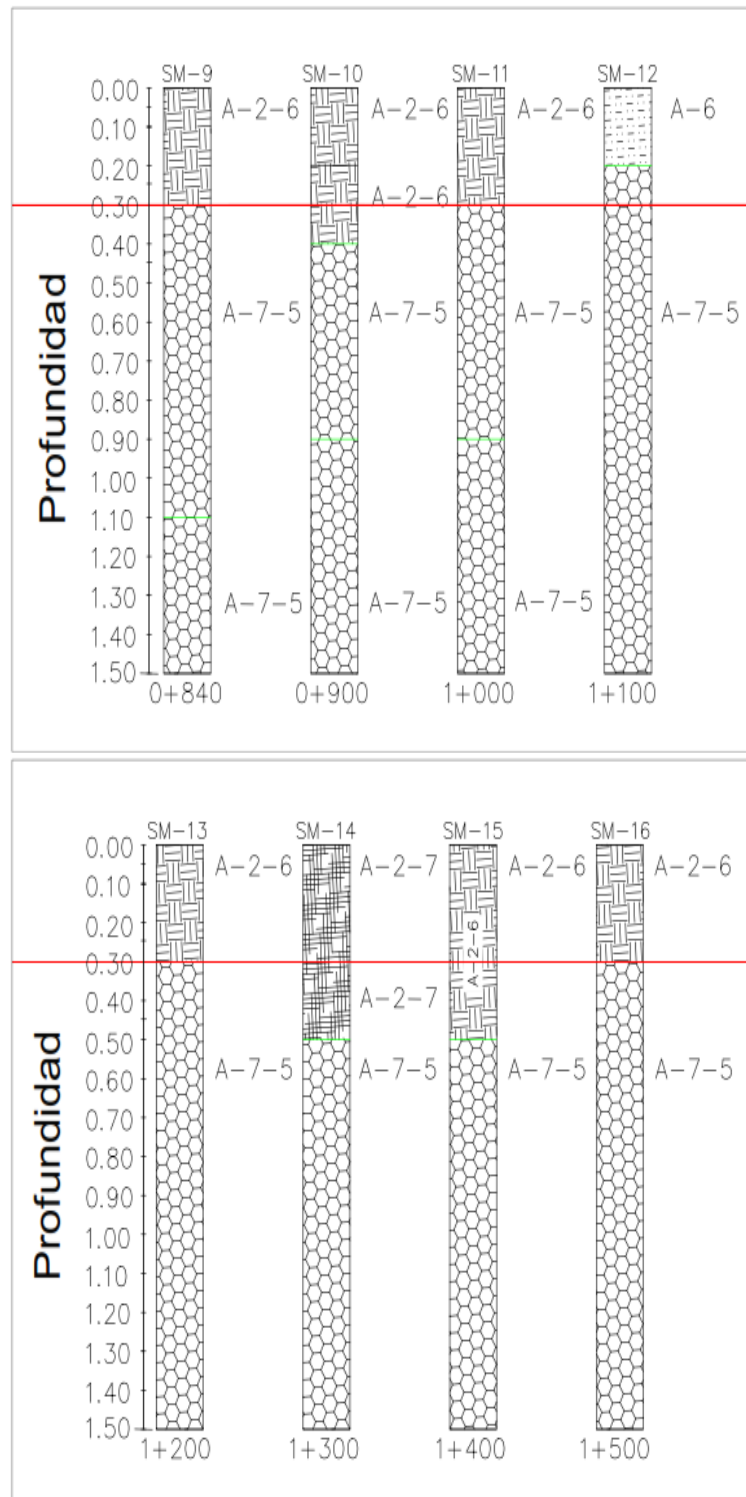 SM-9 SM-10 SM-11 SM-12
0.00
A-2-6 A-2-6 A-2-6 A-6
0.10
0.20
A-2-6
0.30
0.40
0.50
A-7-5 A-7-5 A-7-5 A-7-5
0.60
0.70
0.80
0.90
1.00
1.10
1.20
1.30
A-7-5 A-7-5 A-7-5
1.40
1.50
Profundidad
0+840 0+900 1+000 1+100
SM-13 SM-14 SM-15 SM-16
0.00
A-2-6 A-2-7 A-2-6 A-2-6
0.10
0.20
A-2-6
0.30
0.40
A-2-7
0.50
A-7-5 A-7-5 A-7-5 A-7-5
0.60
0.70
0.80
0.90
1.00
1.10
1.20
1.30
1.40
1.50
Profundidad
1+200 1+300 1+400 1+500